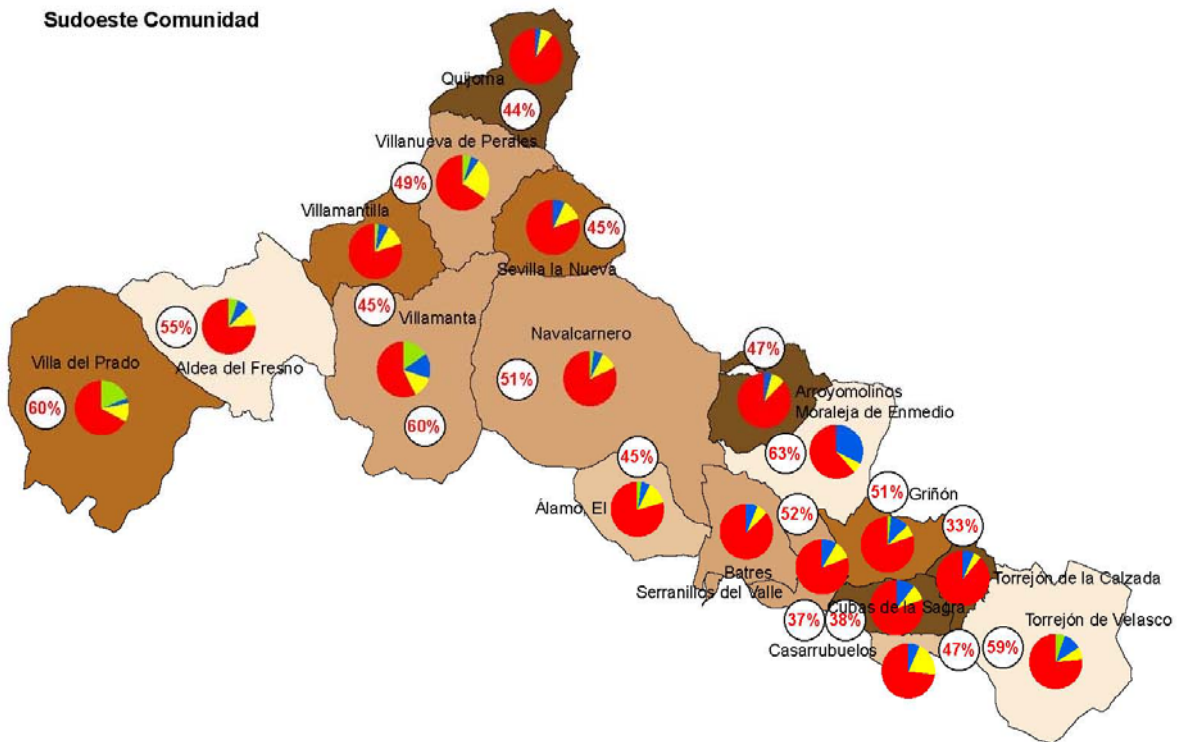 Sudoeste Comunidad
Quijorna
44%
Villanueva de Perales
49%
Villamantilla
45%
Sevilla la Nueva
45%
Villamanta
55%
Navalcarnero
47%
Villa del Prado
Aldea del Fresno
51%
Arroyomolinos
60%
Moraleja de Enmedio
60%
63%
45%
51%
Griñón
Álamo, El
52%
33%
Batres
Torrejón de la Calzada
Serranillos del Valle
Cubas de la Sagra
37%
38%
Torrejón de Velasco
Casarrubuelos
47%
59%